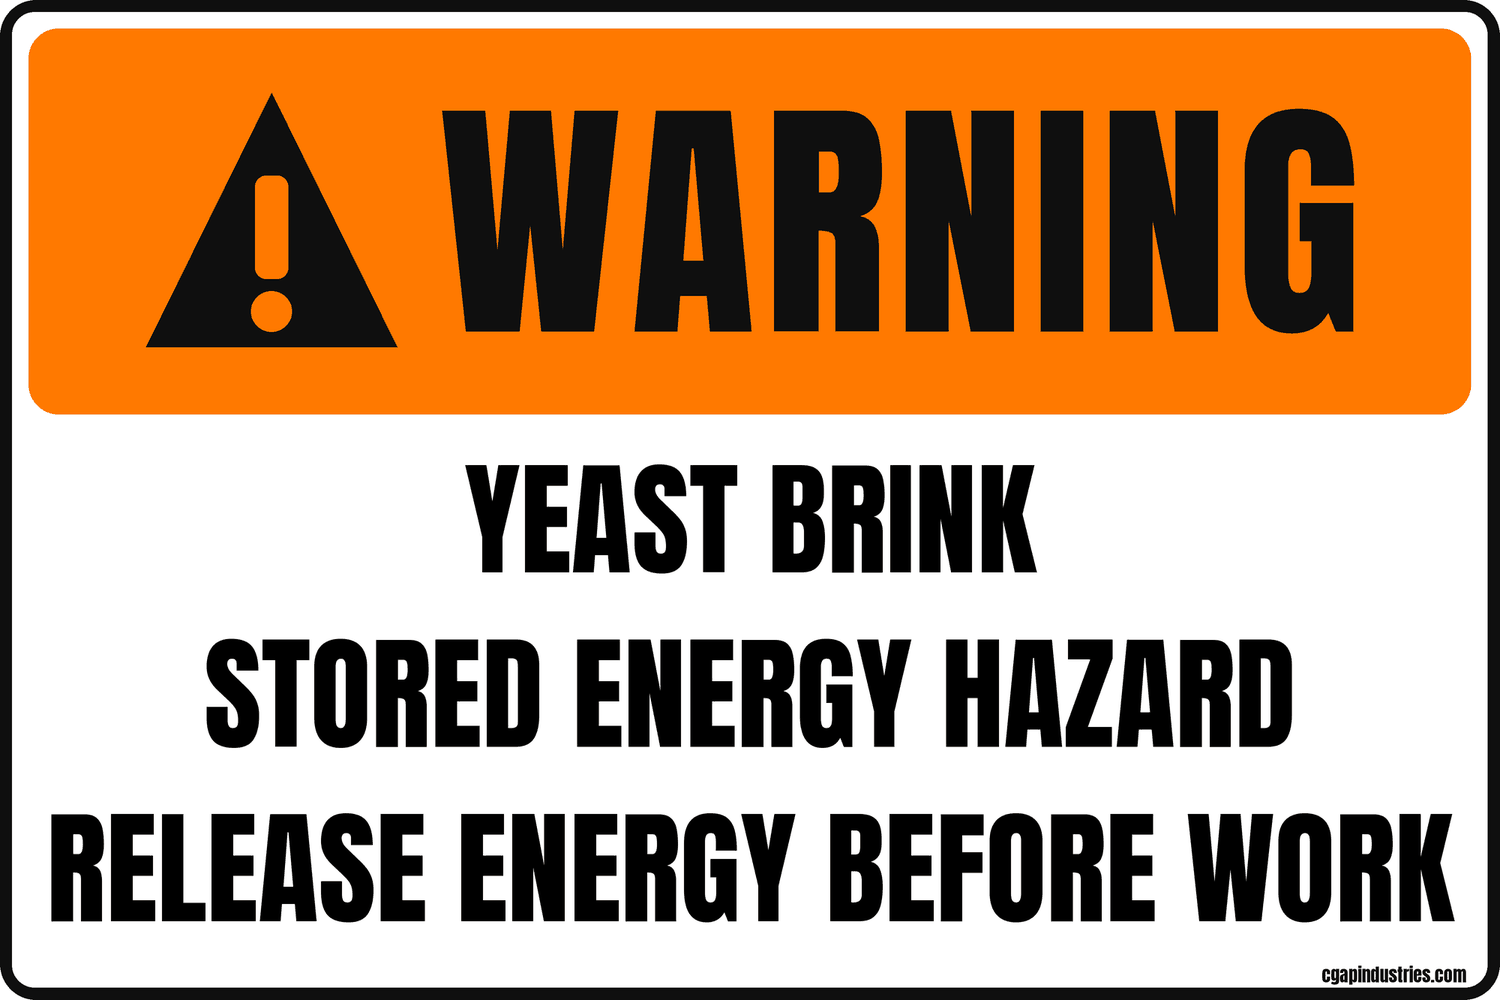 WARNING
YEAST BRINK
STORED ENERGY HAZARD
RELEASE ENERGY BEFORE WORK
cgapindustries.com